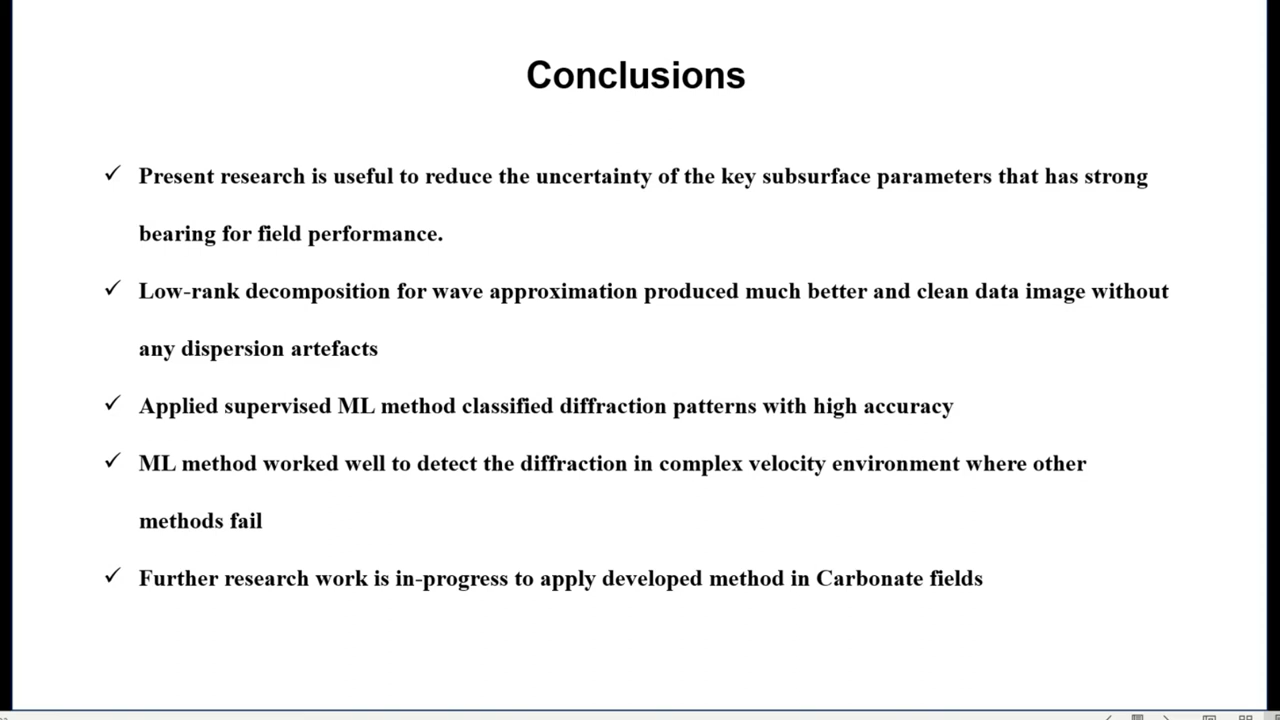 Conclusions
✓ Present research is useful to reduce the uncertainty of the key subsurface parameters that has strong
bearing for field performance.
✓ Low-rank decomposition for wave approximation produced much better and clean data image without
any dispersion artefacts
✓ Applied supervised ML method classified diffraction patterns with high accuracy
✓ ML method worked well to detect the diffraction in complex velocity environment where other
methods fail
✓ Further research work is in-progress to apply developed method in Carbonate fields